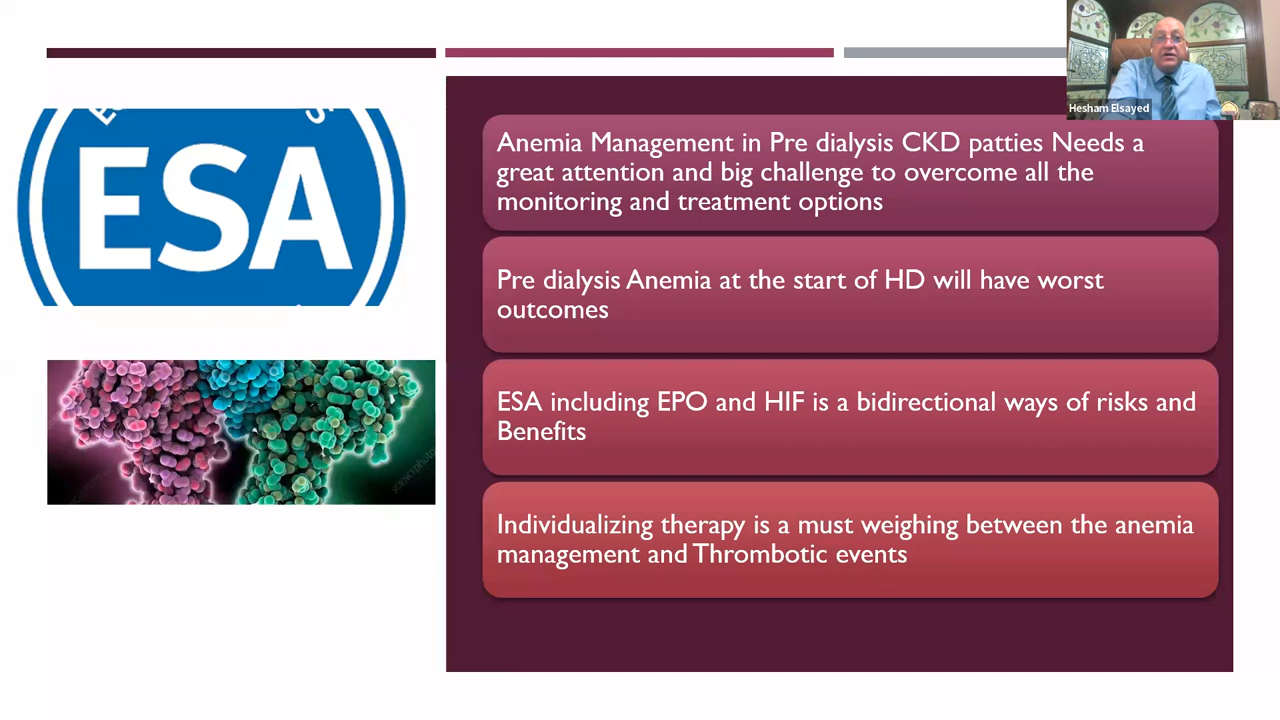 Hesham Elsayed
ESA
Anemia Management in Pre dialysis CKD patties Needs a
great attention and big challenge to overcome all the
monitoring and treatment options
Pre dialysis Anemia at the start of HD will have worst
outcomes
ESA including EPO and HIF is a bidirectional ways of risks and
Benefits
Individualizing therapy is a must weighing between the anemia
management and Thrombotic events